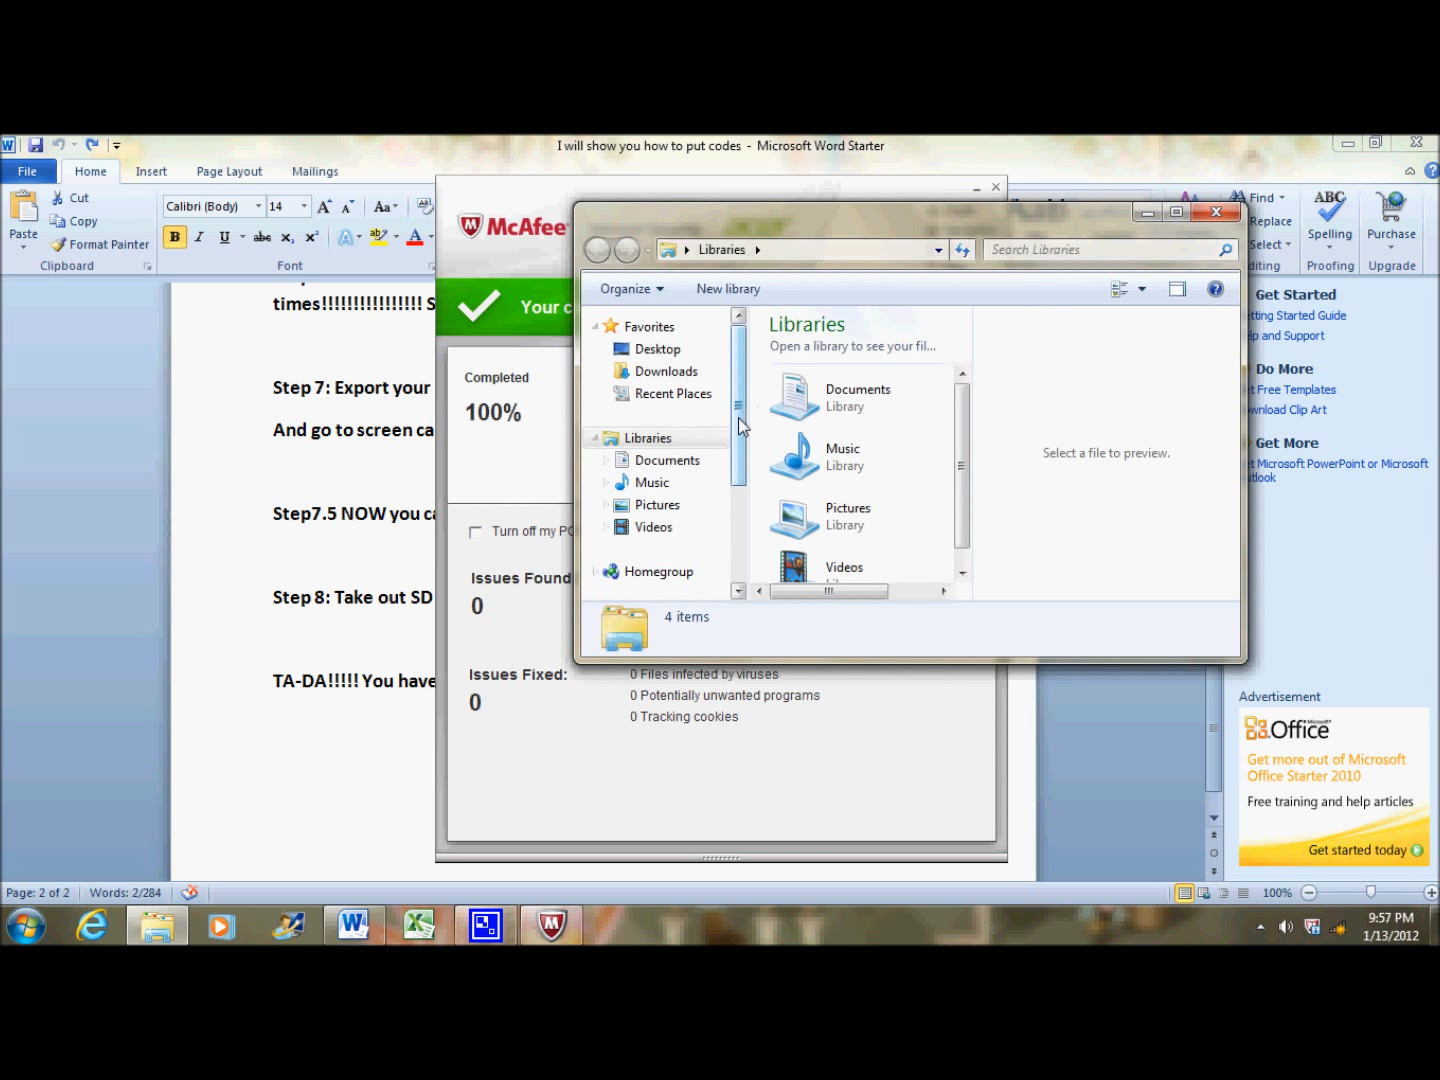 I will show you how to put codes - Microsoft Word Starter
File
Home
Insert
Page Layout
Mailings
Paste
Cut
Copy
Format Painter
Clipboard
Calibri (Body)
14
Font
Find
Replace
Select
diting
Spelling
Proofing
Purchase
Upgrade
times!!!!!!!!!!!!!!!! S
Step 7: Export your
And go to screen ca
Step7.5 NOW you ca
Step 8: Take out SD
TA-DA!!!!! You have
McAfee
Your c
Completed
100%
Turn off my PC
Issues Found
0
Issues Fixed:
0
0 Files infected by viruses
0 Potentially unwanted programs
0 Tracking cookies
Libraries
Search Libraries
Organize
New library
Favorites
Desktop
Downloads
Recent Places
Libraries
Documents
Music
Pictures
Videos
Homegroup
Libraries
Open a library to see your fil...
Documents
Library
Music
Library
Pictures
Library
Videos
Select a file to preview.
4 items
Get Started
tting Started Guide
lp and Support
Do More
t Free Templates
wnload Clip Art
Get More
t Microsoft PowerPoint or Microsoft
utlook
Advertisement
Microsoft
Office
Get more out of Microsoft
Office Starter 2010
Free training and help articles
Get started today
Page: 2 of 2
Words: 2/284
100%
9:57 PM
1/13/2012